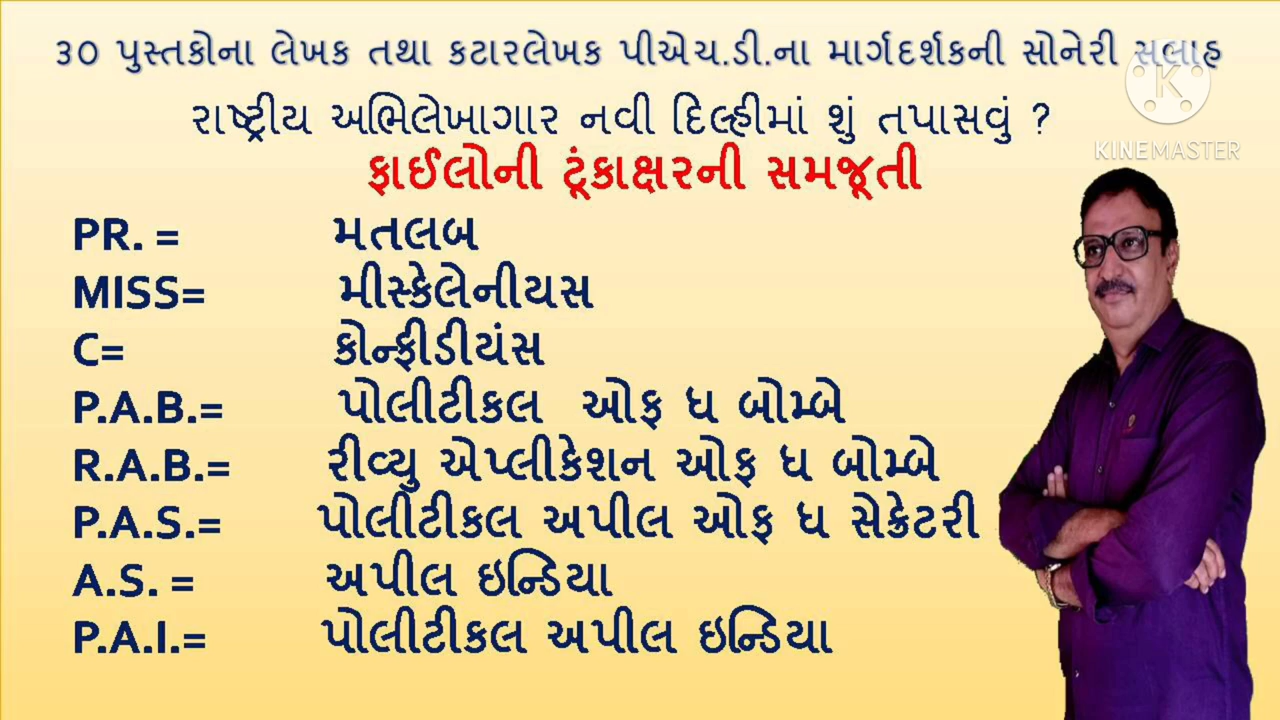 ૩૦ પુસ્તકોના લેખક તથા કટારલેખક પીએચ.ડી.ના માર્ગદર્શકની સોનેરી સલાહ
K
KINEMASTER
રાષ્ટ્રીય અભિલેખાગાર નવી દિલ્હીમાં શું તપાસવું ?
ફાઈલોની ટૂંકાક્ષરની સમજૂતી
PR. = મતલબ
MISS= મીસ્કેલેનીયસ
C= કોન્ફીડીયંસ
P.A.B.= પોલીટીકલ ઓફ ધ બોમ્બે
R.A.B.= રીવ્યુ એપ્લીકેશન ઓફ ધ બોમ્બે
P.A.S.= પોલીટીકલ અપીલ ઓફ ધ સેક્રેટરી
A.S. = અપીલ ઇન્ડિયા
P.A.I.= પોલીટીકલ અપીલ ઇન્ડિયા